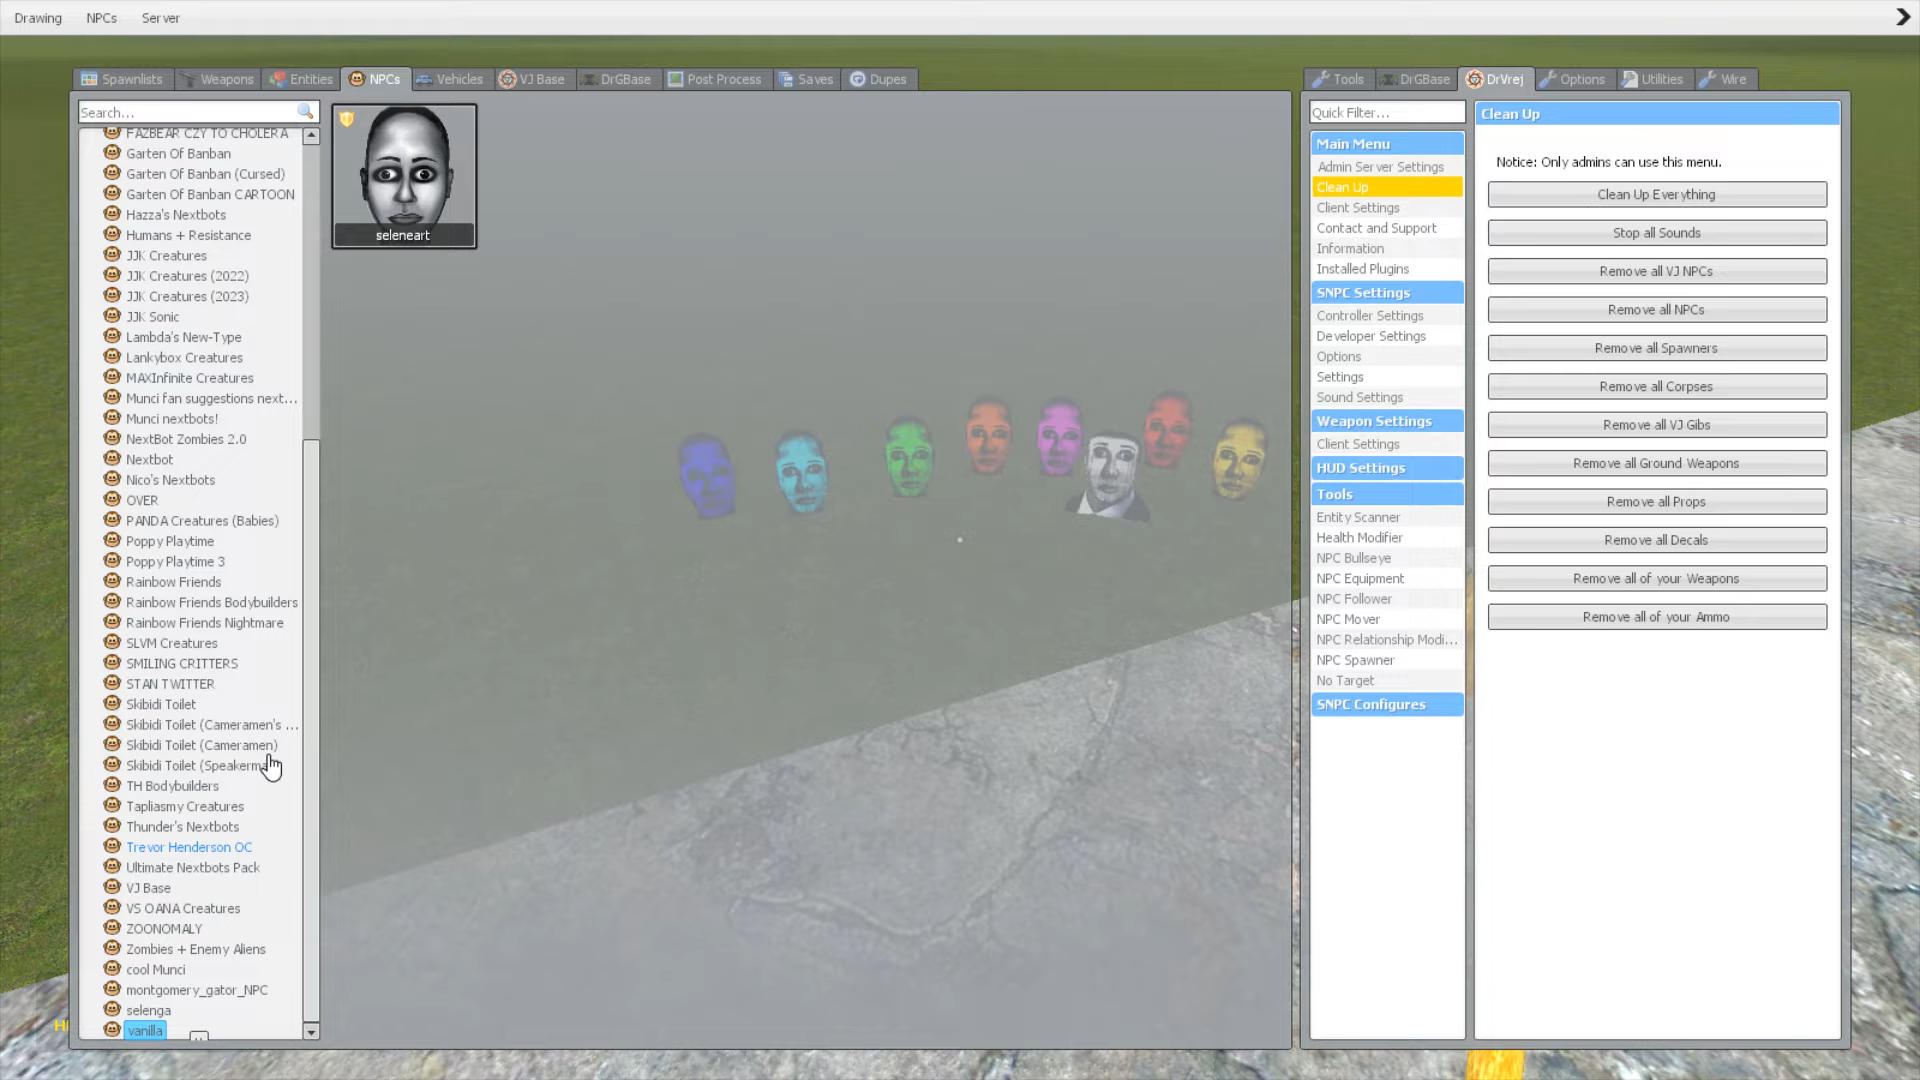 Drawing NPCs Server
Spawnlists Weapons Entities NPCs Vehicles VJ Base DrGBase Post Process Saves Dupes
Search...
FAZBEAR CZY TO CHOLERA
Garten Of Banban
Garten Of Banban (Cursed)
Garten Of Banban CARTOON
Hazza's Nextbots
Humans + Resistance
JJK Creatures
JJK Creatures (2022)
JJK Creatures (2023)
JJK Sonic
Lambda's New-Type
Lankybox Creatures
MAXInfinite Creatures
Munci fan suggestions next...
Munci nextbots!
NextBot Zombies 2.0
Nextbot
Nico's Nextbots
OVER
PANDA Creatures (Babies)
Poppy Playtime
Poppy Playtime 3
Rainbow Friends
Rainbow Friends Bodybuilders
Rainbow Friends Nightmare
SLVM Creatures
SMILING CRITTERS
STAN TWITTER
Skibidi Toilet
Skibidi Toilet (Cameramen's ...
Skibidi Toilet (Cameramen)
Skibidi Toilet (Speakerma
TH Bodybuilders
Tapliasmy Creatures
Thunder's Nextbots
Trevor Henderson OC
Ultimate Nextbots Pack
VJ Base
VS OANA Creatures
ZOONOMALY
Zombies + Enemy Aliens
cool Munci
montgomery_gator_NPC
selenga
vanilla
seleneart
Tools DrGBase DrVrej Options Utilities Wire
Quick Filter...
Main Menu
Admin Server Settings
Clean Up
Client Settings
Contact and Support
Information
Installed Plugins
SNPC Settings
Controller Settings
Developer Settings
Options
Settings
Sound Settings
Weapon Settings
Client Settings
HUD Settings
Tools
Entity Scanner
Health Modifier
NPC Bullseye
NPC Equipment
NPC Follower
NPC Mover
NPC Relationship Modi...
NPC Spawner
No Target
SNPC Configures
Clean Up
Notice: Only admins can use this menu.
Clean Up Everything
Stop all Sounds
Remove all VJ NPCs
Remove all NPCs
Remove all Spawners
Remove all Corpses
Remove all VJ Gibs
Remove all Ground Weapons
Remove all Props
Remove all Decals
Remove all of your Weapons
Remove all of your Ammo